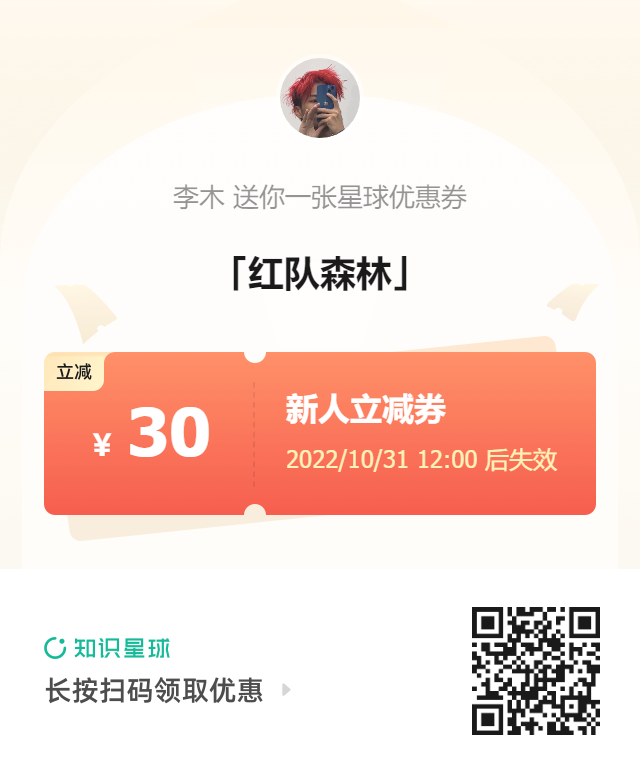 李木 送你一张星球优惠券
「红队森林」
立减
¥ 30
新人立减券
2022/10/31 12:00 后失效
知识星球
长按扫码领取优惠